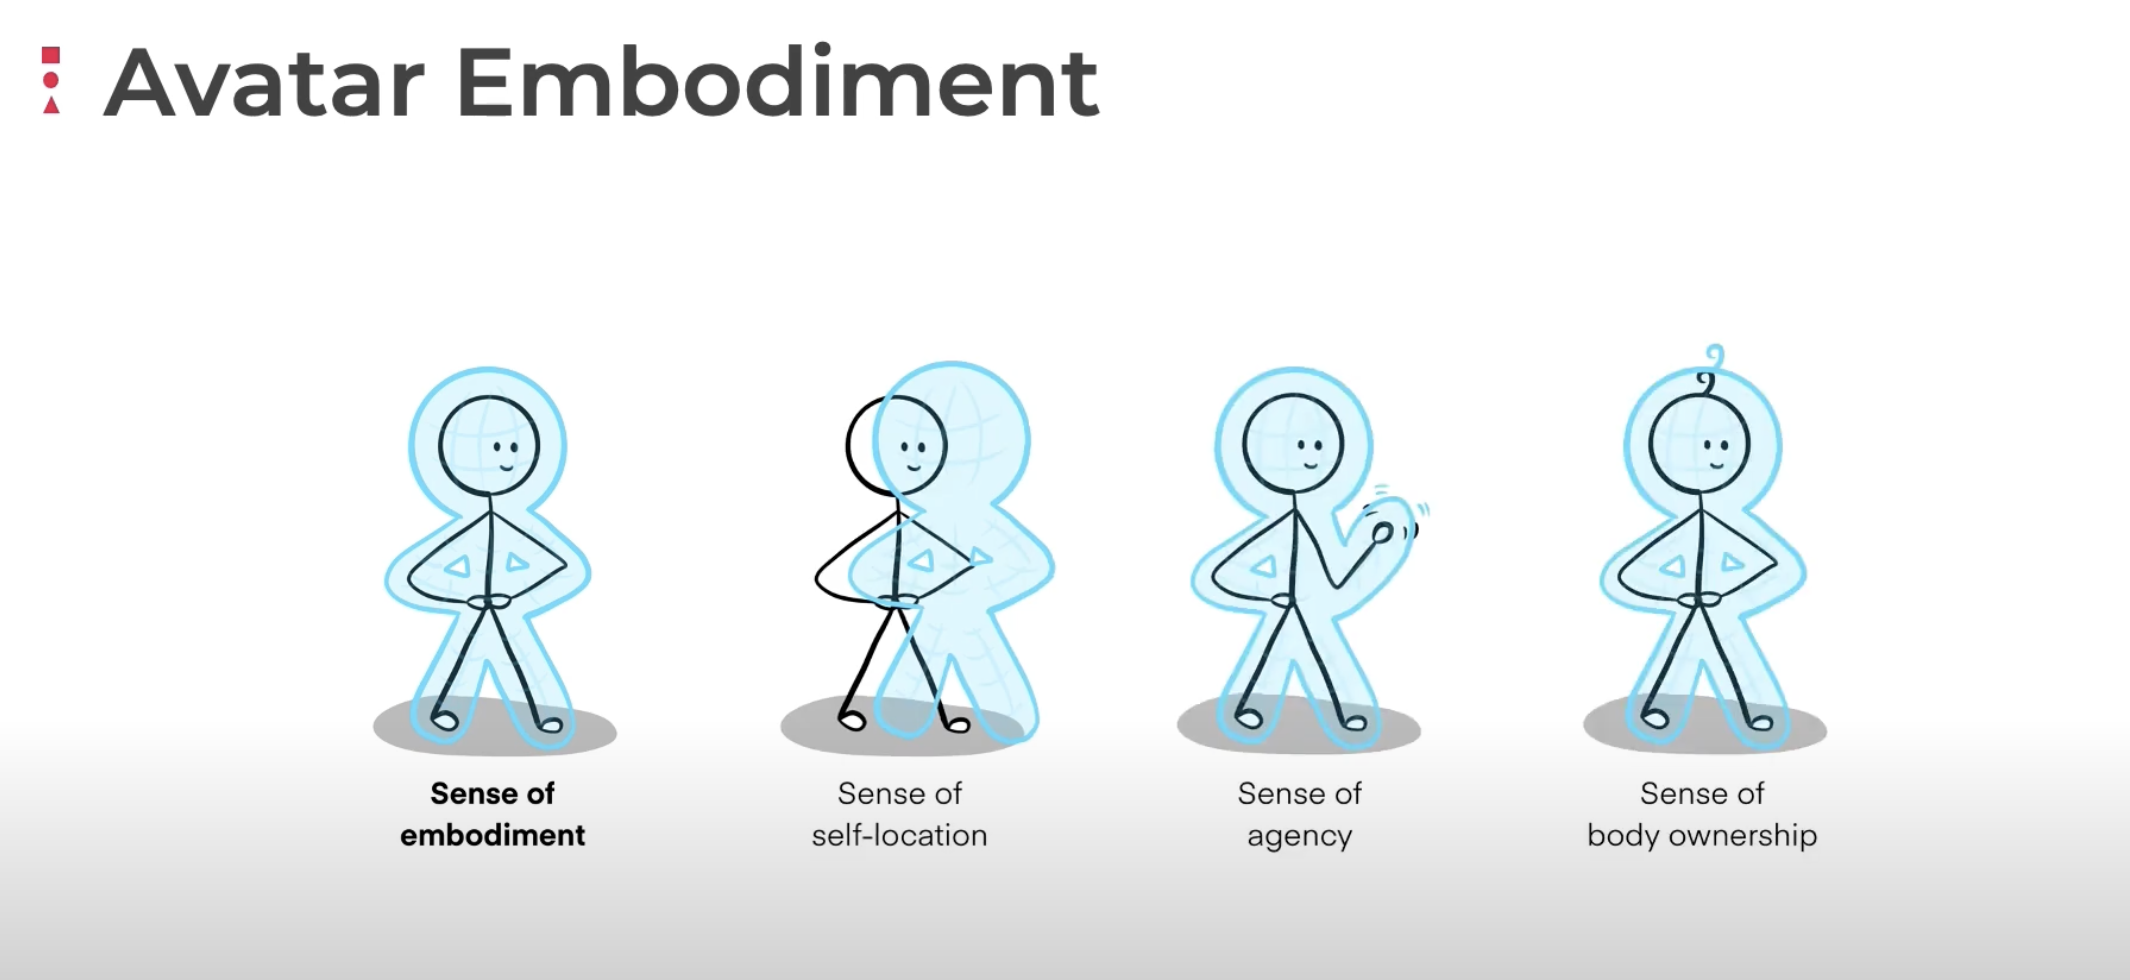 Avatar Embodiment
Sense of
embodiment
Sense of
self-location
Sense of
agency
Sense of
body ownership